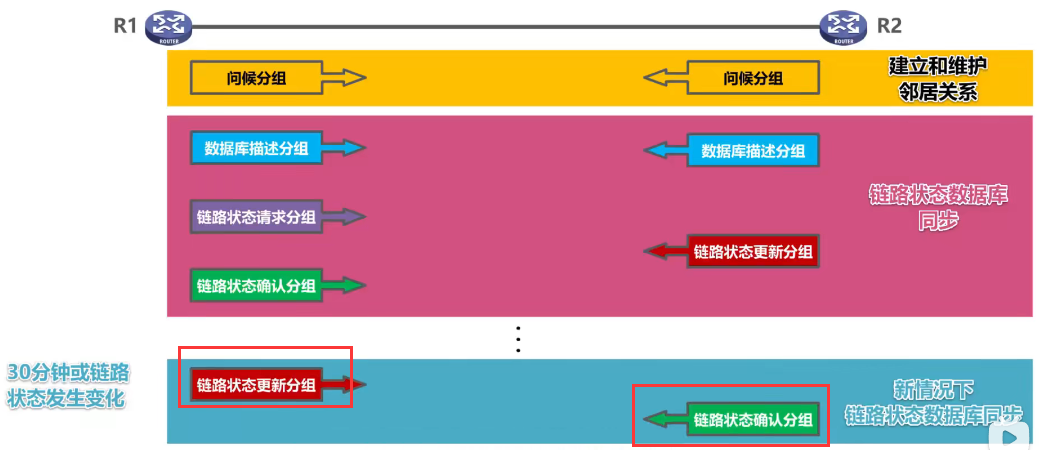 R1
R2
ROUTER
ROUTER
问候分组
问候分组
建立和维护
邻居关系
数据库描述分组
数据库描述分组
链路状态请求分组
链路状态数据库
同步
链路状态更新分组
链路状态确认分组
30分钟或链路
状态发生变化
链路状态更新分组
新情况下
链路状态数据库同步
链路状态确认分组